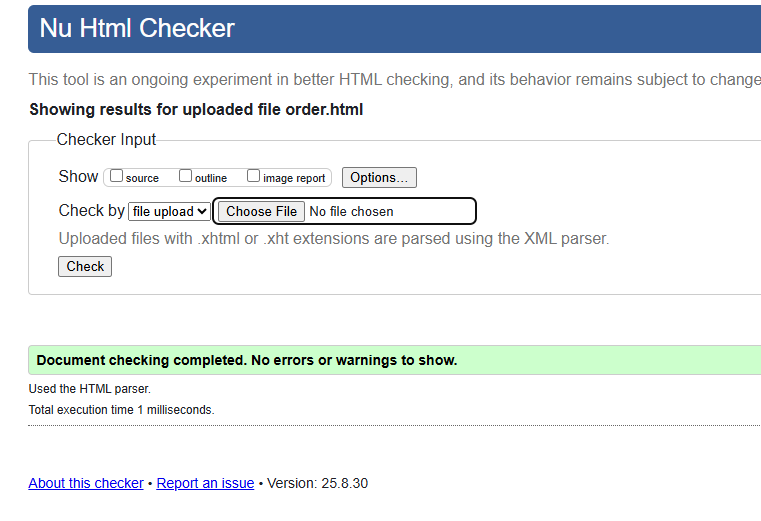 Nu Html Checker
This tool is an ongoing experiment in better HTML checking, and its behavior remains subject to change
Showing results for uploaded file order.html
Checker Input
Show source outline image report Options...
Check by file upload Choose File No file chosen
Uploaded files with .xhtml or .xht extensions are parsed using the XML parser.
Check
Document checking completed. No errors or warnings to show.
Used the HTML parser.
Total execution time 1 milliseconds.
About this checker • Report an issue • Version: 25.8.30